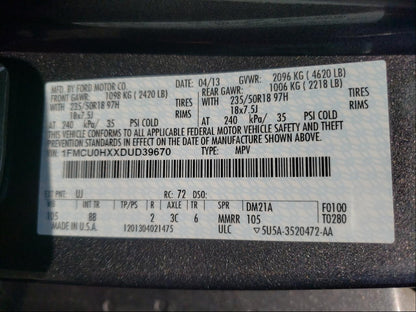 MFD. BY FORD MOTOR CO.
DATE: 04/13 GVWR: 2096 KG ( 4620 LB)
FRONT GAWR: 1098 KG ( 2420 LB) REAR GAWR: 1006 KG ( 2218 LB)
WITH 235/50R18 97H TIRES WITH 235/50R18 97H TIRES
18x7.5J RIMS 18x7.5J RIMS
AT 240 kPa/ 35 PSI COLD AT 240 kPa/ 35 PSI COLD
THIS VEHICLE CONFORMS TO ALL APPLICABLE FEDERAL MOTOR VEHICLE SAFETY AND THEFT PREVENTION STANDARDS IN
EFFECT ON THE DATE OF MANUFACTURE SHOWN ABOVE.
VIN: 1FMCU0HXXDUD39670 TYPE: MPV
EXT PNT: UJ RC: 72 DSO:
WB INT TR TP/PS R AXLE TR SPR DM21A F0100
105 88 2 3C 6 MMRR 105 T0280
MADE IN U.S.A. 1201304021475 ULC 5U5A-3520472-AA